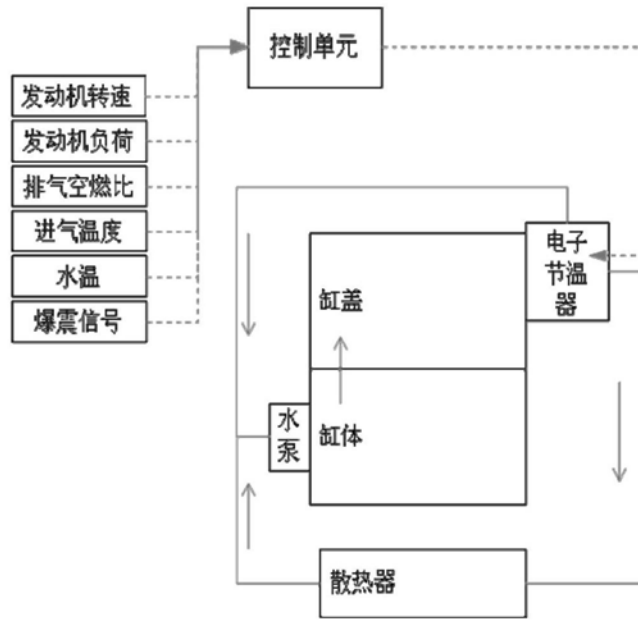 控制单元
发动机转速
发动机负荷
排气空燃比
进气温度
水温
爆震信号
电子
节温
器
缸盖
水
泵
缸体
散热器